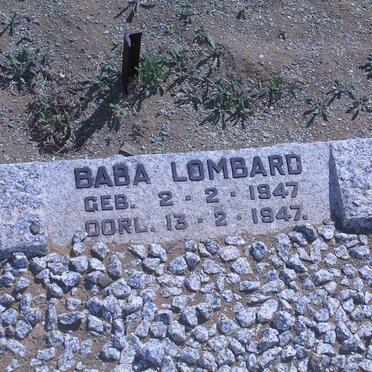 BABA LOMBARD
GEB. 2·2·1947
OORL. 13·2·1947.